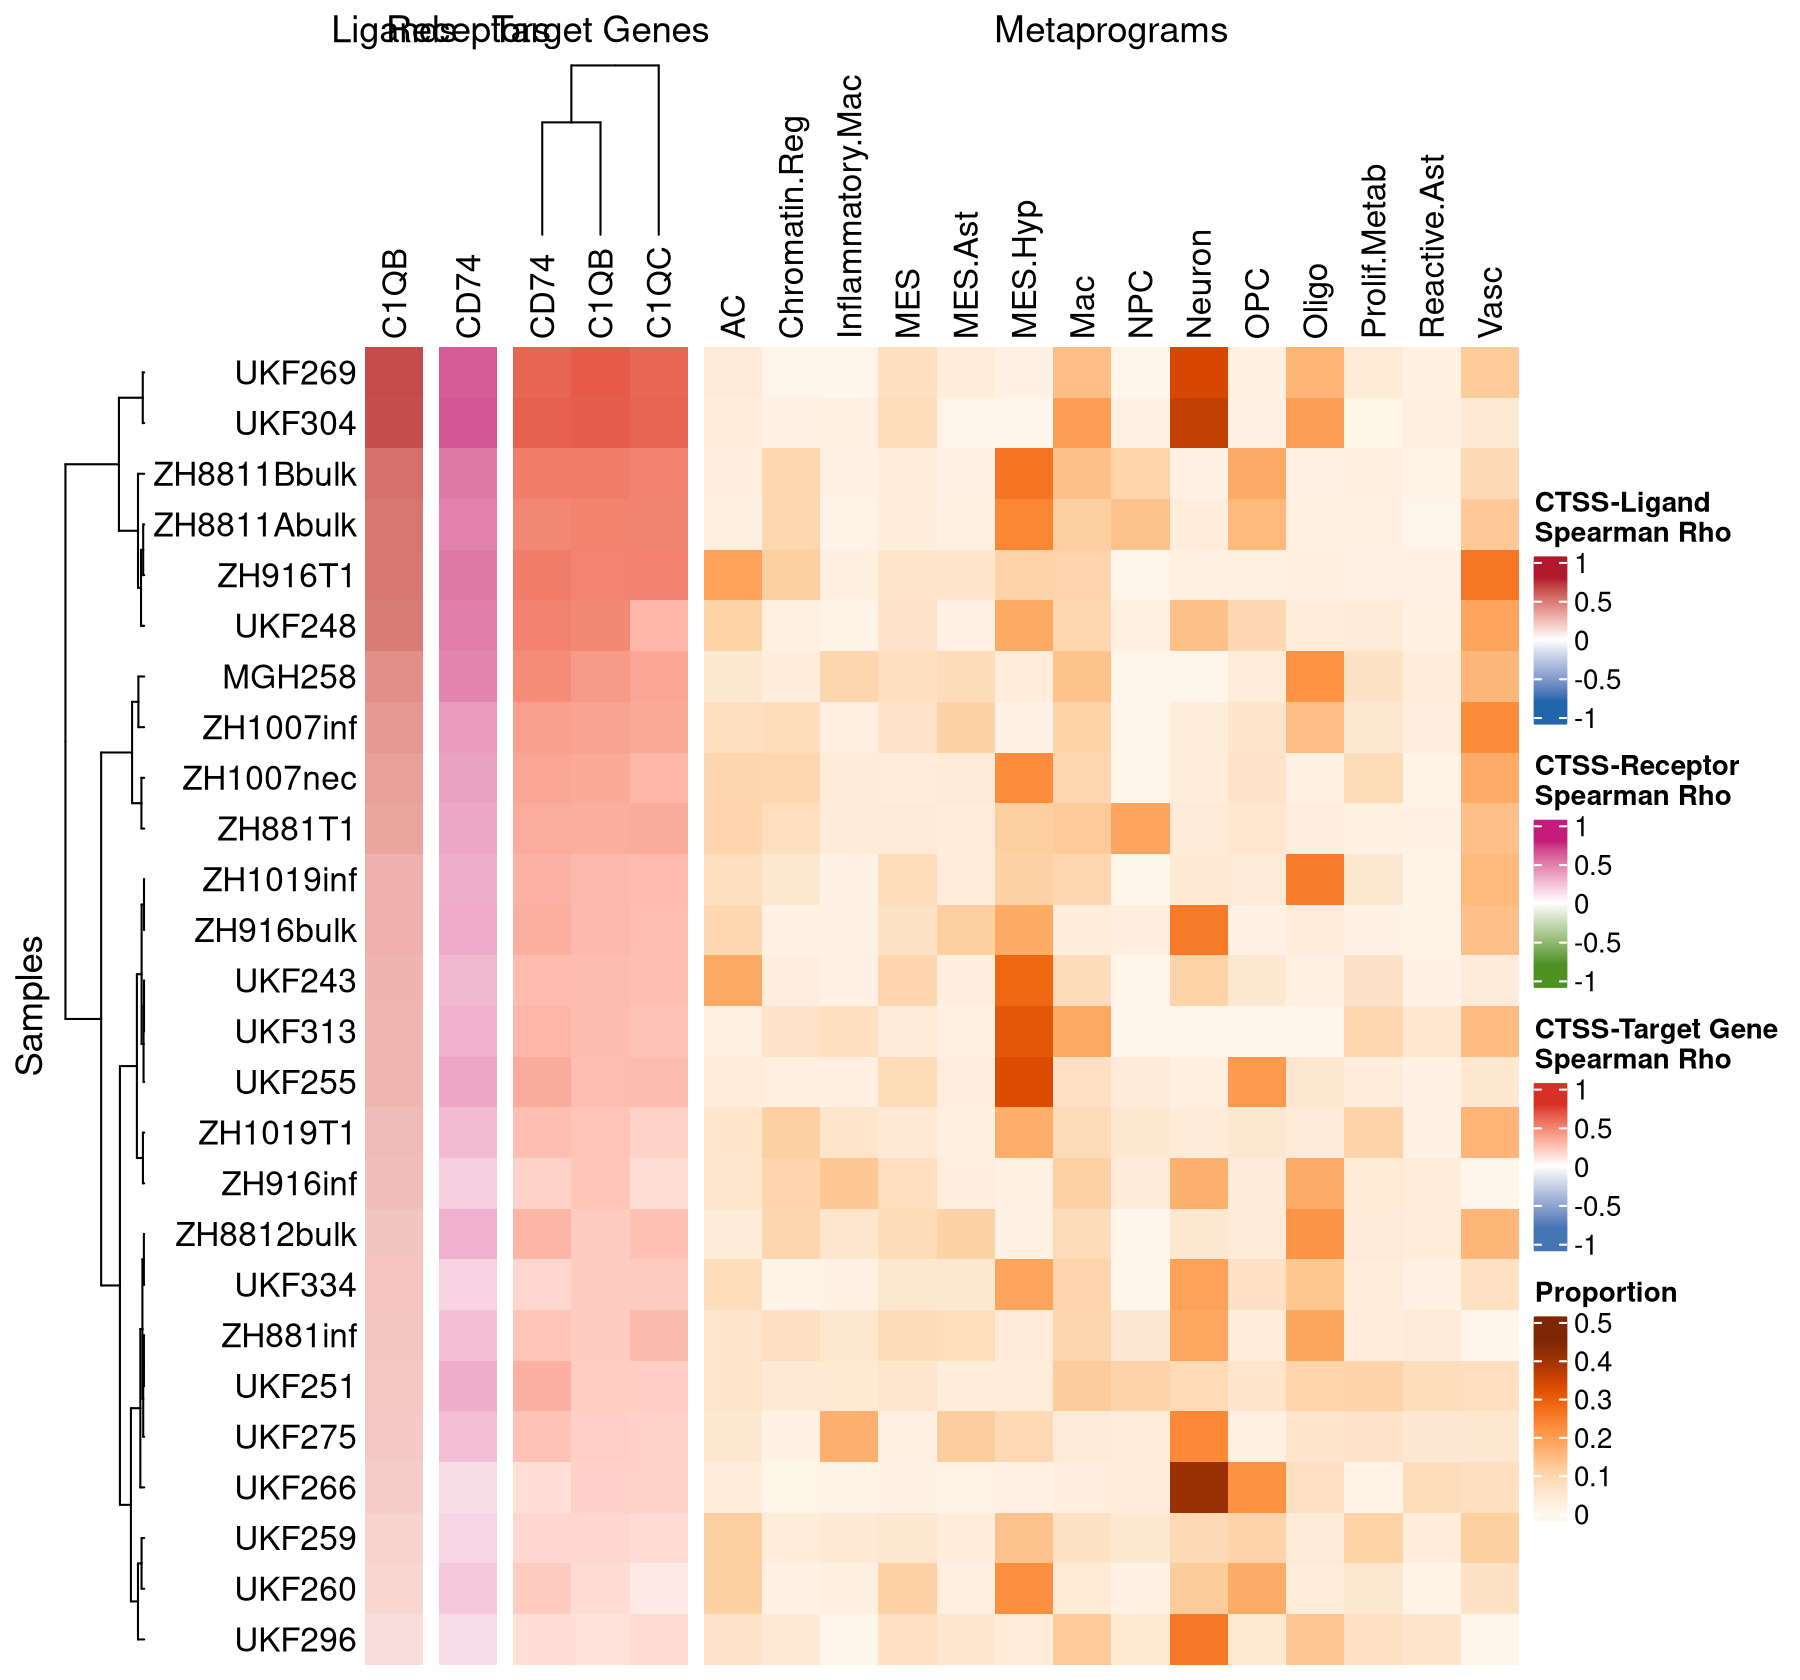 Ligands Receptors Target Genes Metaprograms
C1QB CD74 CD74 C1QB C1QC AC Chromatin.Reg Inflammatory.Mac MES MES.Ast MES.Hyp Mac NPC Neuron OPC Oligo Prolif.Metab Reactive.Ast Vasc
Samples
UKF269
UKF304
ZH8811Bbulk
ZH8811Abulk
ZH916T1
UKF248
MGH258
ZH1007inf
ZH1007nec
ZH881T1
ZH1019inf
ZH916bulk
UKF243
UKF313
UKF255
ZH1019T1
ZH916inf
ZH8812bulk
UKF334
ZH881inf
UKF251
UKF275
UKF266
UKF259
UKF260
UKF296
CTSS-Ligand
Spearman Rho
1
0.5
0
-0.5
-1
CTSS-Receptor
Spearman Rho
1
0.5
0
-0.5
-1
CTSS-Target Gene
Spearman Rho
1
0.5
0
-0.5
-1
Proportion
0.5
0.4
0.3
0.2
0.1
0